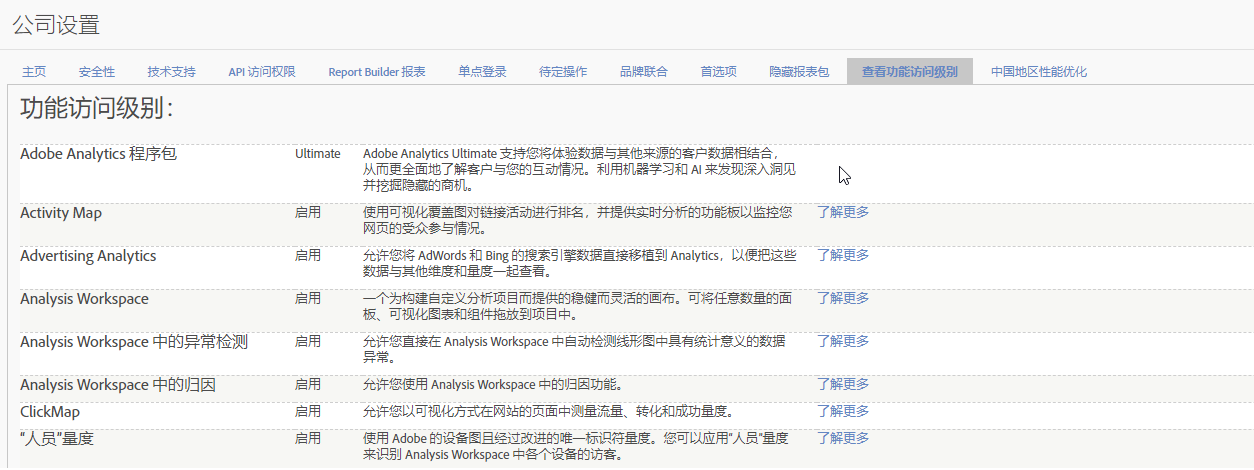 公司设置
主页 安全性 技术支持 API 访问权限 Report Builder 报表 单点登录 待定操作 品牌联合 首选项 隐藏报表包 查看功能访问级别 中国地区性能优化
功能访问级别：
Adobe Analytics 程序包 Ultimate Adobe Analytics Ultimate 支持您将体验数据与其他来源的客户数据相结合，
从而更全面地了解客户与您的互动情况。利用机器学习和 AI 来发现深入洞见
并挖掘隐藏的商机。
Activity Map 启用 使用可视化覆盖图对链接活动进行排名，并提供实时分析的功能板以监控您 了解更多
网页的受众参与情况。
Advertising Analytics 启用 允许您将 AdWords 和 Bing 的搜索引擎数据直接移植到 Analytics，以便把这些 了解更多
数据与其他维度和量度一起查看。
Analysis Workspace 启用 一个为构建自定义分析项目而提供的稳健而灵活的画布。可将任意数量的面 了解更多
板、可视化图表和组件拖放到项目中。
Analysis Workspace 中的异常检测 启用 允许您直接在 Analysis Workspace 中自动检测线形图中具有统计意义的数据 了解更多
异常。
Analysis Workspace 中的归因 启用 允许您使用 Analysis Workspace 中的归因功能。 了解更多
ClickMap 启用 允许您以可视化方式在网站的页面中测量流量、转化和成功量度。 了解更多
“人员”量度 启用 使用 Adobe 的设备图且经过改进的唯一标识符量度。您可以应用“人员”量度 了解更多
来识别 Analysis Workspace 中各个设备的访客。